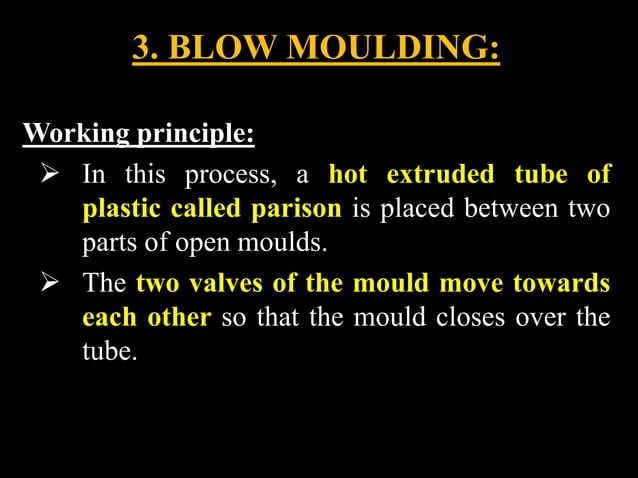 3. BLOW MOULDING:
Working principle:
➢ In this process, a hot extruded tube of
plastic called parison is placed between two
parts of open moulds.
➢ The two valves of the mould move towards
each other so that the mould closes over the
tube.